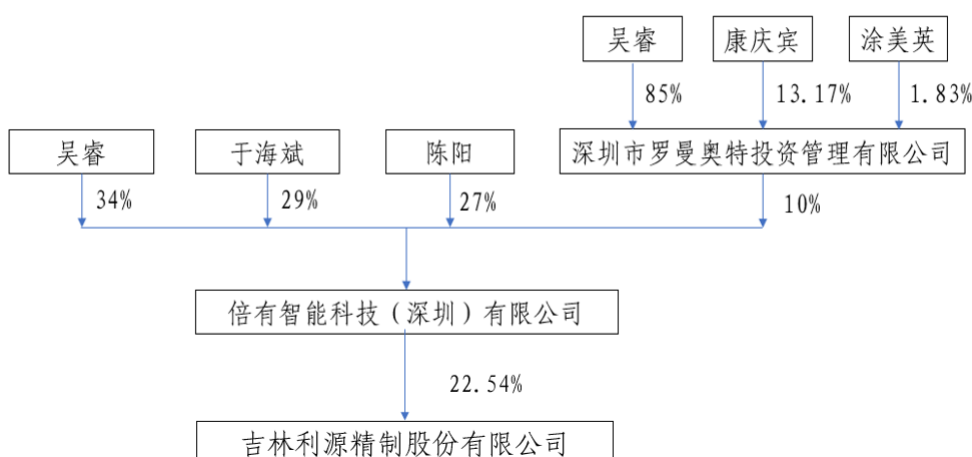 吴睿
康庆宾
涂美英
85%
13.17%
1.83%
吴睿
于海斌
陈阳
深圳市罗曼奥特投资管理有限公司
34%
29%
27%
10%
倍有智能科技（深圳）有限公司
22.54%
吉林利源精制股份有限公司